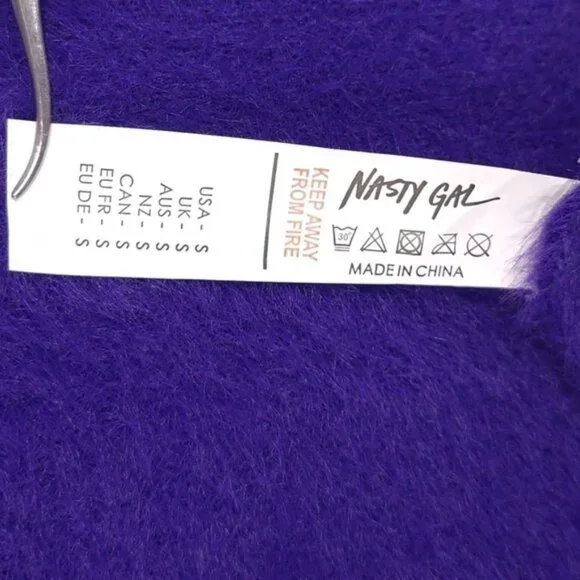 USA - S
UK - S
AUS - S
NZ - S
CAN - S
EU FR - S
EU DE - S
KEEP AWAY
FROM FIRE
NASTY GAL
30°
MADE IN CHINA